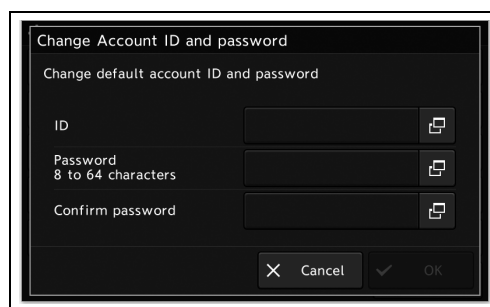 Change Account ID and password
Change default account ID and password
ID
Password
8 to 64 characters
Confirm password
Cancel
OK